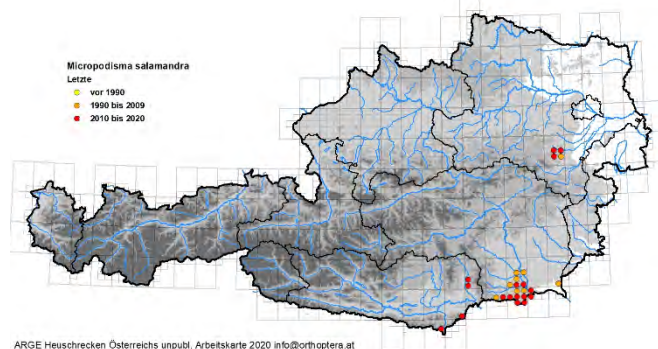 Micropodisma salamandra
Letzte
vor 1990
1990 bis 2009
2010 bis 2020
ARGE Heuschrecken Österreichs unpubl. Arbeitskarte 2020 info@orthoptera.at